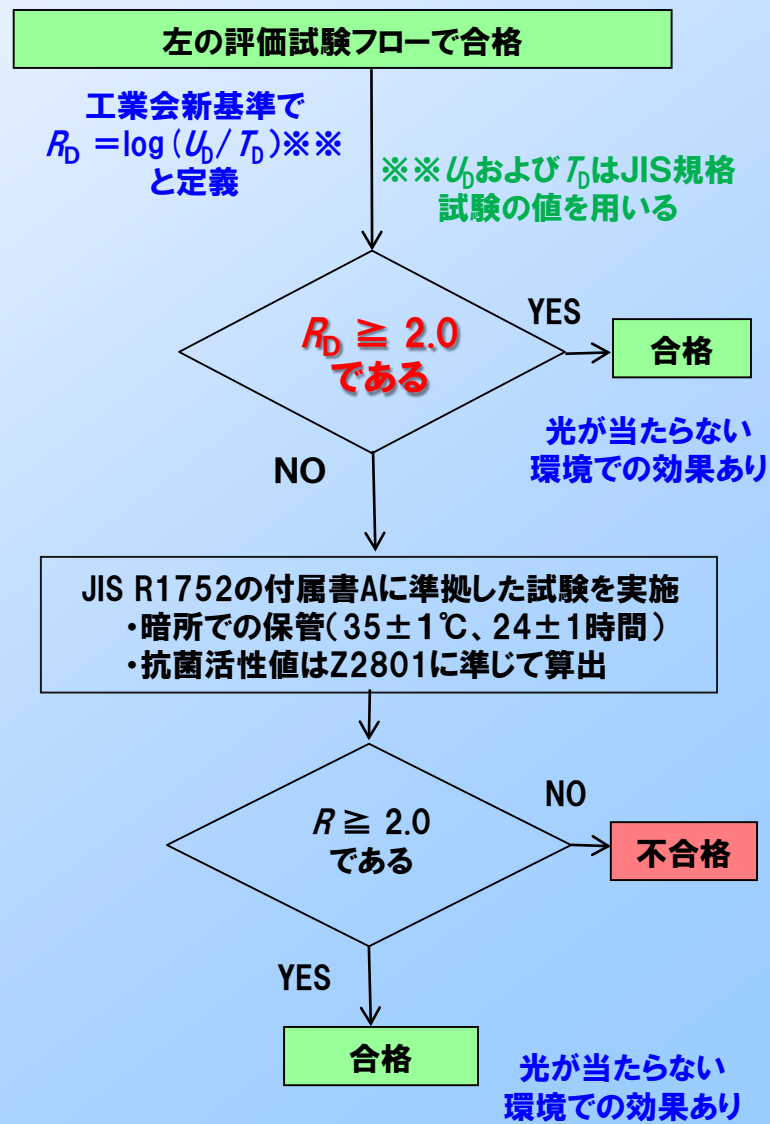 左の評価試験フローで合格
工業会新基準で
R_D =log(U_D/T_D)※※
と定義
※※U_DおよびT_DはJIS規格
試験の値を用いる
R_D ≧ 2.0
である
YES
合格
光が当たらない
環境での効果あり
NO
JIS R1752の付属書Aに準拠した試験を実施
・暗所での保管(35±1℃、24±1時間)
・抗菌活性値はZ2801に準じて算出
R ≧ 2.0
である
NO
不合格
YES
合格
光が当たらない
環境での効果あり